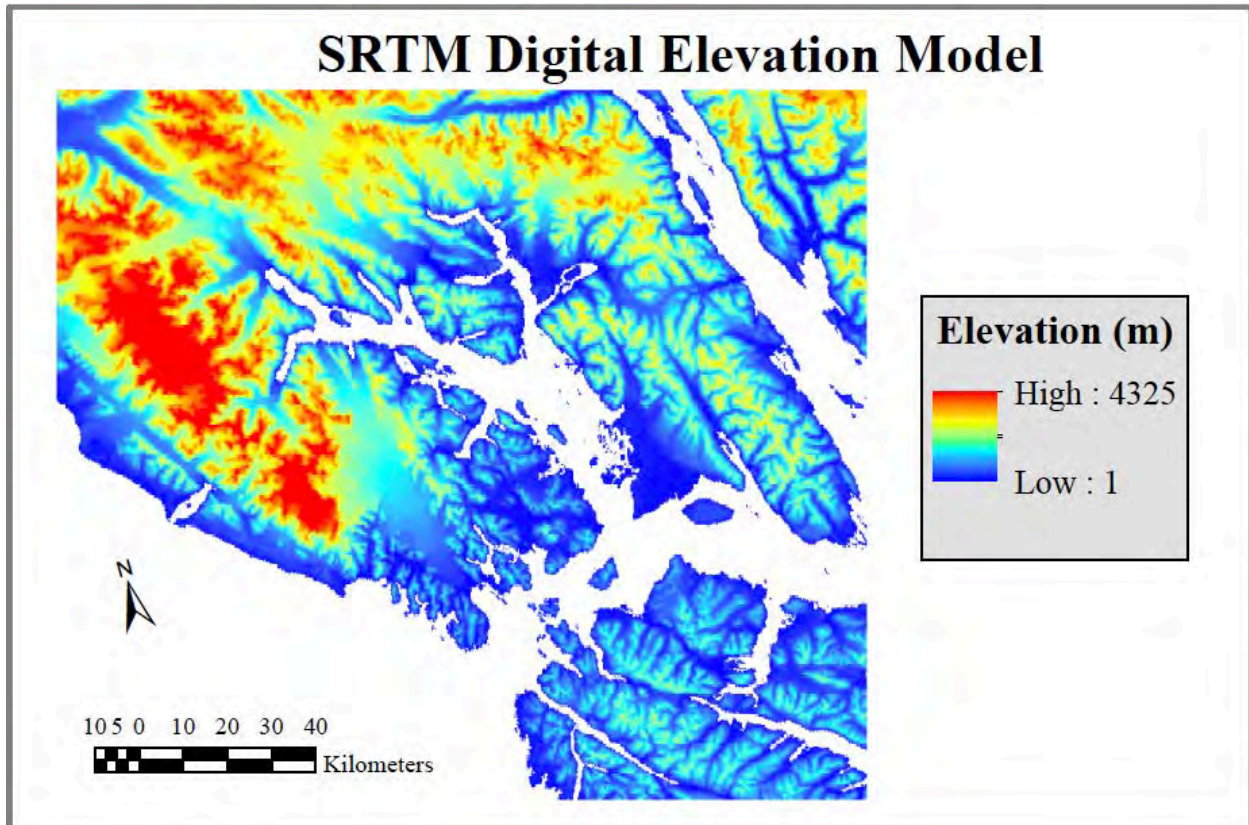 SRTM Digital Elevation Model
Elevation (m)
High : 4325
Low : 1
N
10 5 0 10 20 30 40
Kilometers